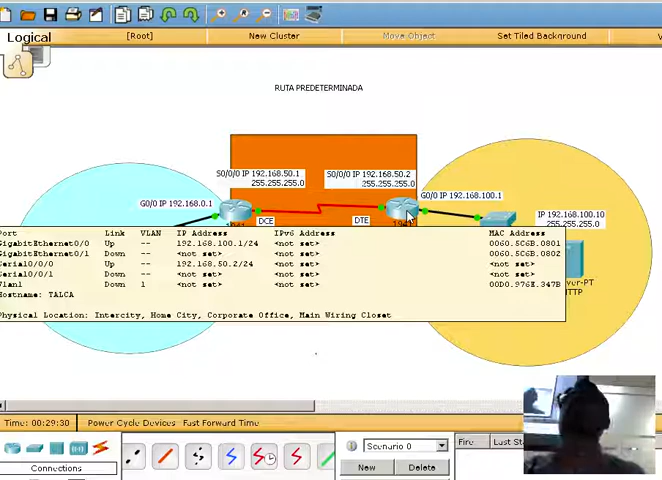 Logical
[Root]
New Cluster
Move Object
Set Tiled Background
RUTA PREDETERMINADA
S0/0/0 IP 192.168.50.1
255.255.255.0
S0/0/0 IP 192.168.50.2
255.255.255.0
G0/0 IP 192.168.0.1
G0/0 IP 192.168.100.1
DCE
DTE
IP 192.168.100.10
255.255.255.0
Port Link VLAN IP Address IPv6 Address MAC Address
GigabitEthernet0/0 Up -- 192.168.100.1/24 <not set> 0060.5C6B.0801
GigabitEthernet0/1 Down -- <not set> <not set> 0060.5C6B.0802
Serial0/0/0 Up -- 192.168.50.2/24 <not set> <not set>
Serial0/0/1 Down -- <not set> <not set> <not set>
Vlan1 Down 1 <not set> <not set> 00D0.976E.347B
Hostname: TALCA
Physical Location: Intercity, Home City, Corporate Office, Main Wiring Closet
ver-PT
HTTP
Time: 00:29:30 Power Cycle Devices Fast Forward Time
Scenario 0
Fire Last Sta
New
Delete
Connections